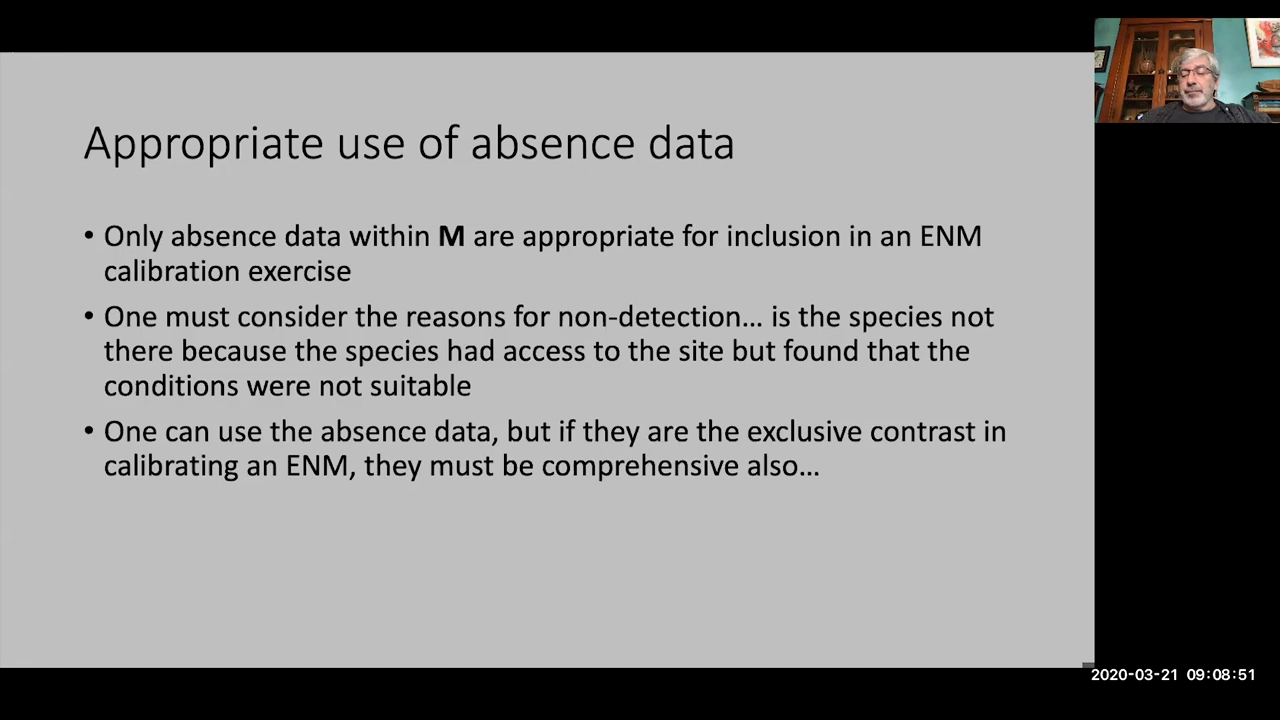 Appropriate use of absence data
• Only absence data within M are appropriate for inclusion in an ENM
calibration exercise
• One must consider the reasons for non-detection… is the species not
there because the species had access to the site but found that the
conditions were not suitable
• One can use the absence data, but if they are the exclusive contrast in
calibrating an ENM, they must be comprehensive also…
2020-03-21 09:08:51